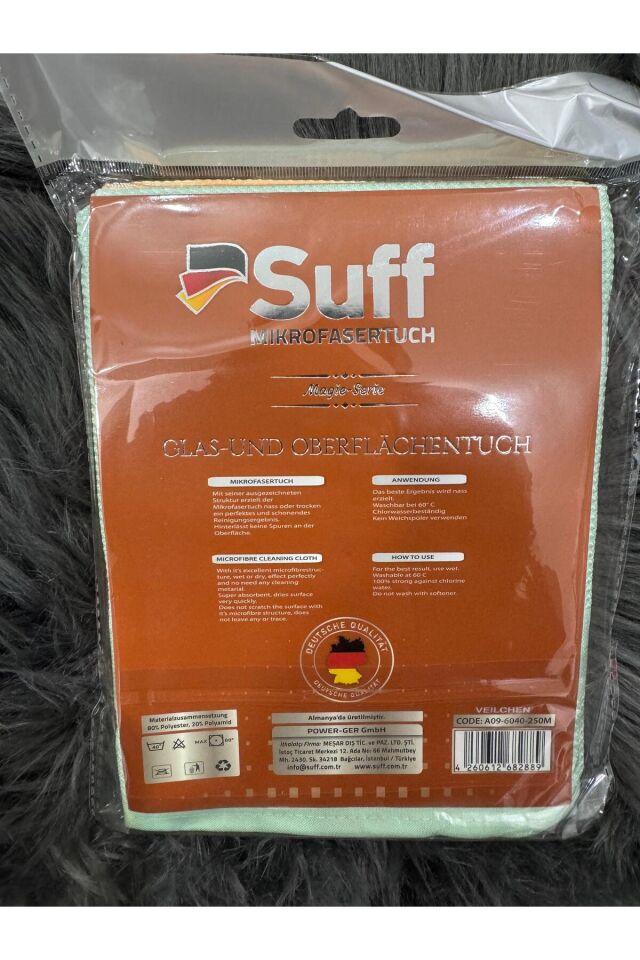 Suff
MIKROFASERTUCH
Magie-Serie
GLAS-UND OBERFLÄCHENTUCH
MIKROFASERTUCH
Mit seiner ausgezeichneten
Struktur erzielt der
Mikrofasertuch nass oder trocken
ein perfektes und schonendes
Reinigungsergebnis.
Hinterlässt keine Spuren an der
Oberfläche.
ANWENDUNG
Das beste Ergebnis wird nass
erzielt.
Waschbar bei 60° C
Chlorwasserbeständig
Kein Weichspüler verwenden
MICROFIBRE CLEANING CLOTH
With it's excellent microfibrestruc-
ture, wet or dry, effect perfectly
and no need any cleaning
metarial.
Super absorbent, dries surface
very quickly.
Does not scratch the surface with
it's microfibre structure, does
not leave any or trace.
HOW TO USE
For the best result, use wet.
Washable at 60 C
100% strong against chlorine
water.
Do not wash with softener.
DEUTSCHE QUALITÄT
DEUTSCHE QUALITÄT
Materialzusammensetzung
80% Polyester, 20% Polyamid
MAX 60°
Almanya'da üretilmiştir.
POWER-GER GmbH
İthalatçı Firma: MEŞAR DIŞ TİC. ve PAZ. LTD. ŞTİ.
İstoç Ticaret Merkezi 12. Ada No: 66 Mahmutbey
Mh. 2430. Sk. 34218 Bağcılar, İstanbul / Türkiye
info@suff.com.tr www.suff.com.tr
VEILCHEN
CODE: A09-6040-250M
4 260612 682889